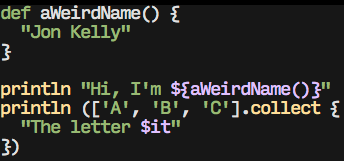 def aWeirdName() {
  "Jon Kelly"
}

println "Hi, I'm ${aWeirdName()}"
println (['A', 'B', 'C'].collect {
  "The letter $it"
})